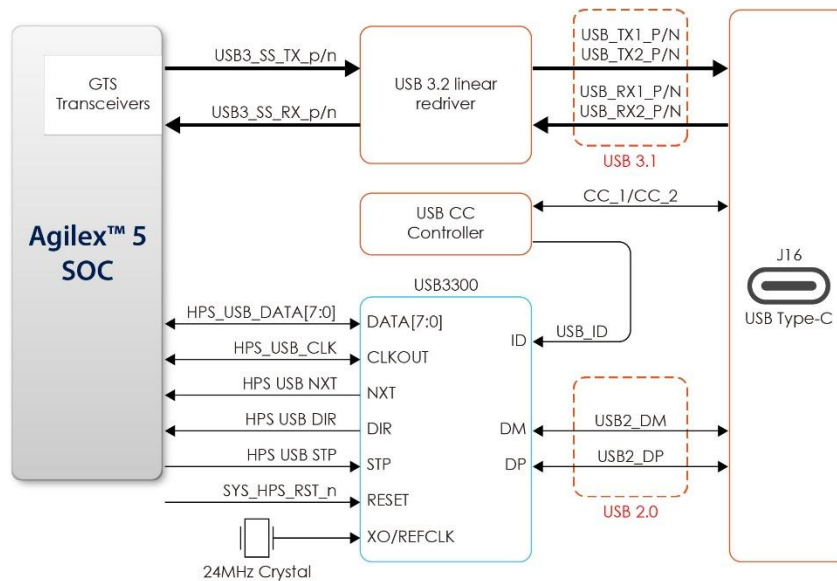 GTS
Transceivers
Agilex™ 5
SOC
USB3_SS_TX_p/n
USB3_SS_RX_p/n
USB 3.2 linear
redriver
USB_TX1_P/N
USB_TX2_P/N
USB_RX1_P/N
USB_RX2_P/N
USB 3.1
USB CC
Controller
CC_1/CC_2
J16
USB Type-C
USB3300
HPS_USB_DATA[7:0]
DATA[7:0]
HPS_USB_CLK
CLKOUT
HPS USB NXT
NXT
HPS USB DIR
DIR
HPS USB STP
STP
SYS_HPS_RST_n
RESET
XO/REFCLK
24MHz Crystal
ID
USB_ID
DM
USB2_DM
DP
USB2_DP
USB 2.0